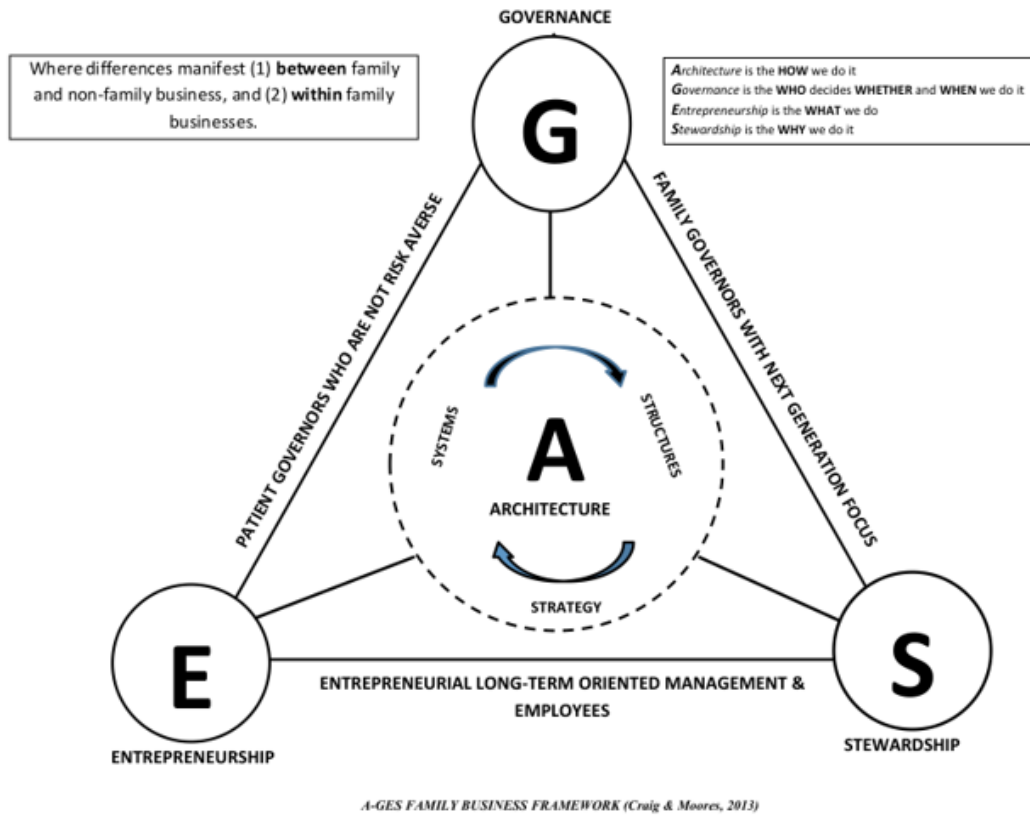 GOVERNANCE
Where differences manifest (1) between family
and non-family business, and (2) within family
businesses.
Architecture is the HOW we do it
Governance is the WHO decides WHETHER and WHEN we do it
Entrepreneurship is the WHAT we do
Stewardship is the WHY we do it
G
PATIENT GOVERNORS WHO ARE NOT RISK AVERSE
FAMILY GOVERNORS WITH NEXT GENERATION FOCUS
SYSTEMS
STRUCTURES
A
ARCHITECTURE
STRATEGY
E
S
ENTREPRENEURIAL LONG-TERM ORIENTED MANAGEMENT &
EMPLOYEES
ENTREPRENEURSHIP
STEWARDSHIP
A-GES FAMILY BUSINESS FRAMEWORK (Craig & Moores, 2013)